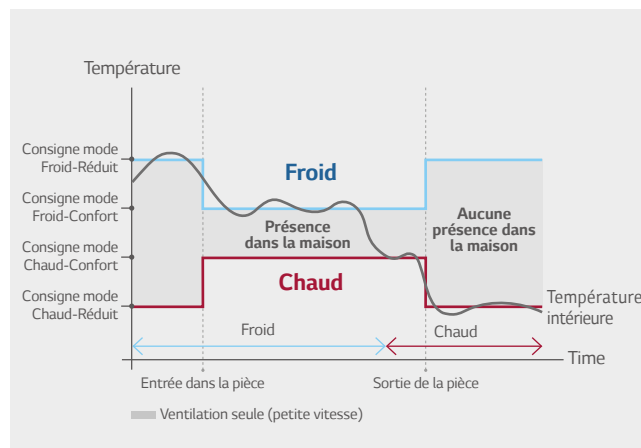 Température
Consigne mode
Froid-Réduit
Froid
Consigne mode
Froid-Confort
Présence
dans la maison
Aucune
présence dans
la maison
Consigne mode
Chaud-Confort
Chaud
Consigne mode
Chaud-Réduit
Température
intérieure
Froid
Chaud
Time
Entrée dans la pièce
Sortie de la pièce
Ventilation seule (petite vitesse)